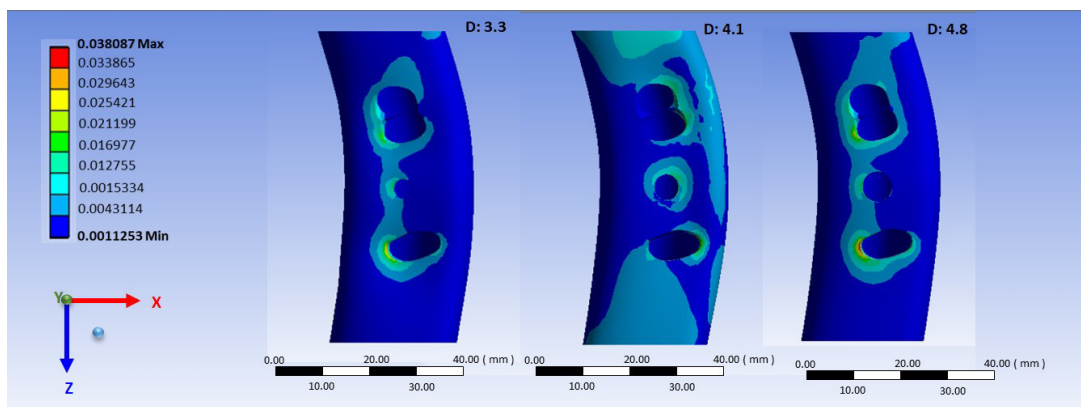 D: 3.3
D: 4.1
D: 4.8
0.038087 Max
0.033865
0.029643
0.025421
0.021199
0.016977
0.012755
0.0015334
0.0043114
0.0011253 Min
Y
X
Z
0.00 20.00 40.00 ( mm )
10.00 30.00
0.00 20.00 40.00 ( mm )
10.00 30.00
0.00 20.00 40.00 ( mm )
10.00 30.00